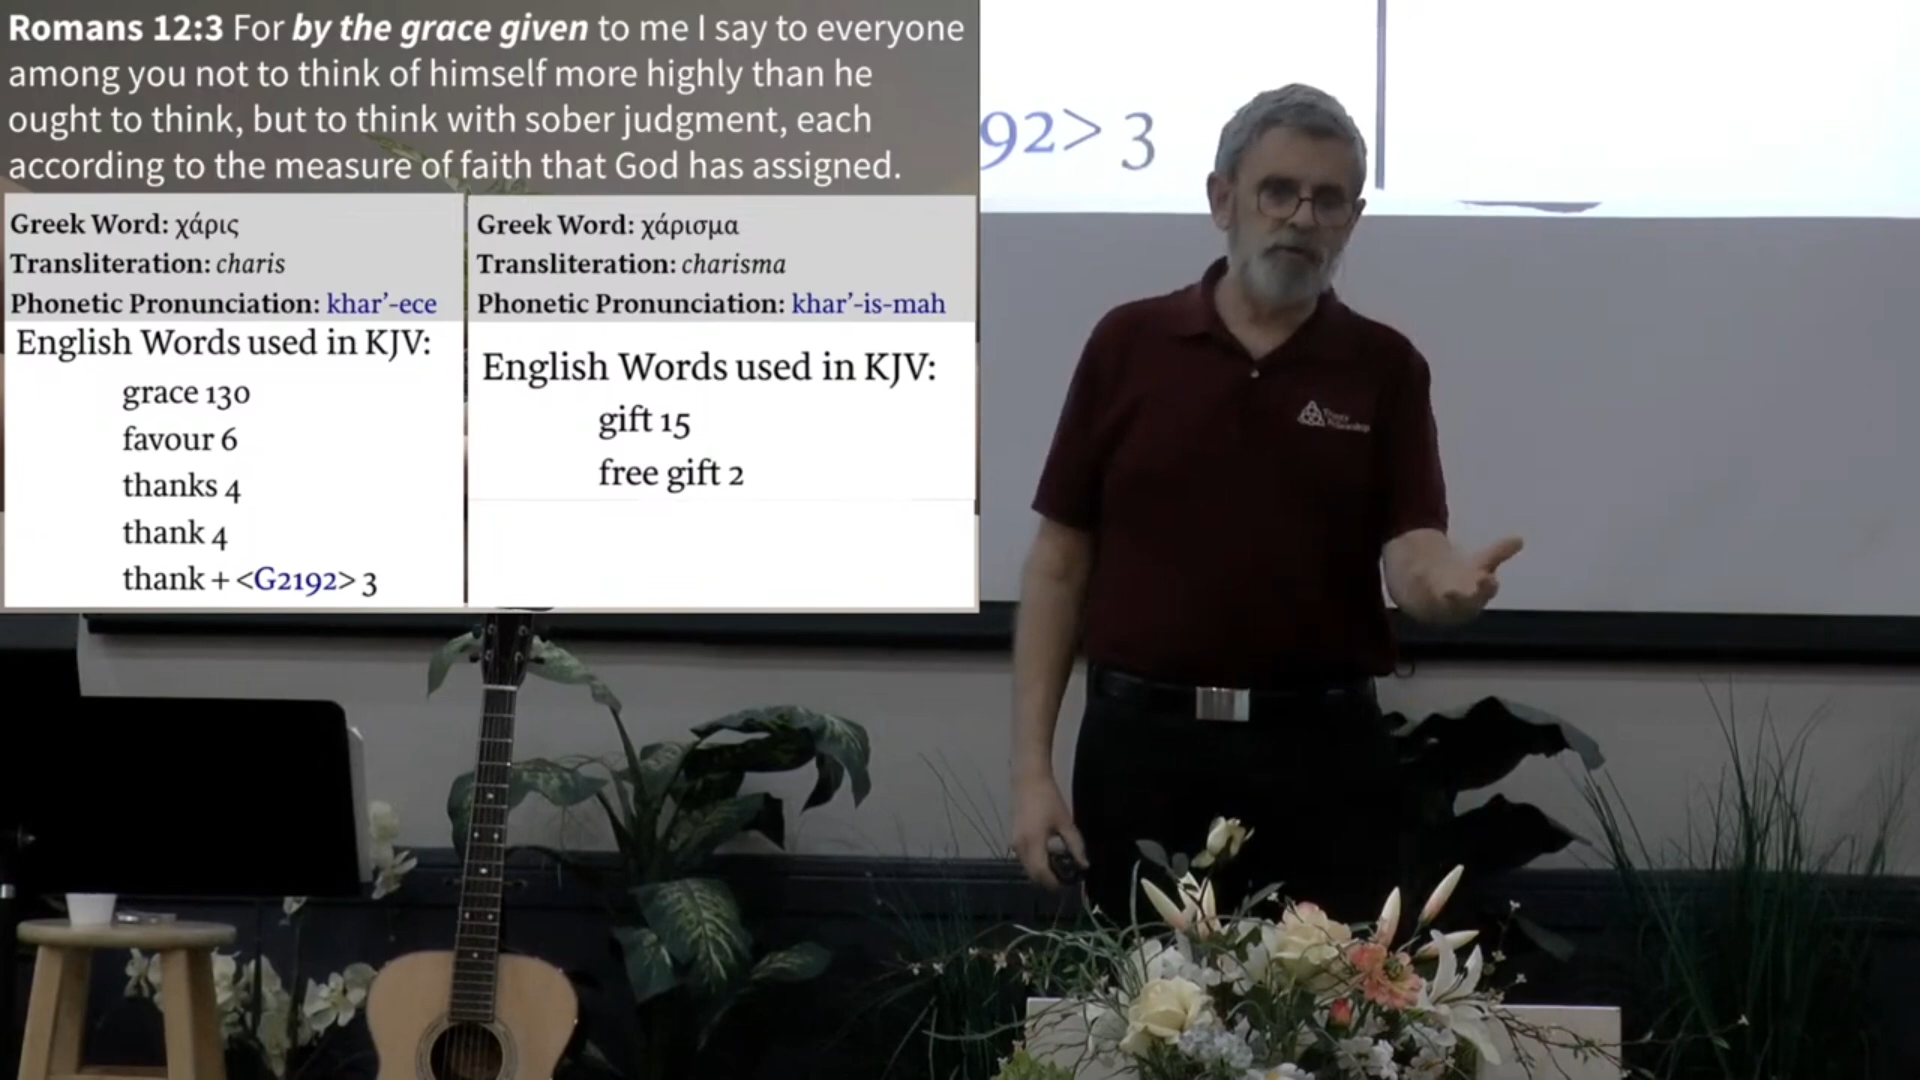 Romans 12:3 For by the grace given to me I say to everyone
among you not to think of himself more highly than he
ought to think, but to think with sober judgment, each
according to the measure of faith that God has assigned.
Greek Word: χάρις
Transliteration: charis
Phonetic Pronunciation: khar’-ece
English Words used in KJV:
grace 130
favour 6
thanks 4
thank 4
thank + <G2192> 3
Greek Word: χάρισμα
Transliteration: charisma
Phonetic Pronunciation: khar’-is-mah
English Words used in KJV:
gift 15
free gift 2
92> 3
Trinity
Fellowship